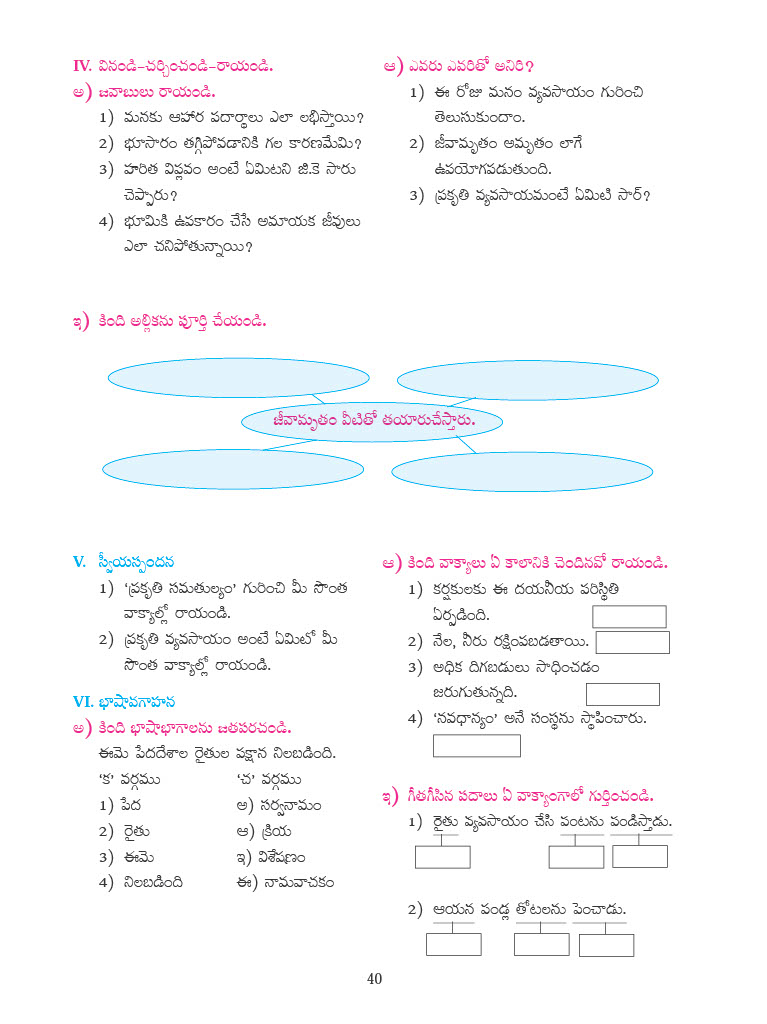 IV. వినండి-చర్చించండి-రాయండి.
అ) జవాబులు రాయండి.
1) మనకు ఆహార పదార్థాలు ఎలా లభిస్తాయి?
2) భూసారం తగ్గిపోవడానికి గల కారణమేమి?
3) హరిత విప్లవం అంటే ఏమిటని జి.కె సారు
చెప్పారు?
4) భూమికి ఉపకారం చేసే అమాయక జీవులు
ఎలా చనిపోతున్నాయి?
ఆ) ఎవరు ఎవరితో అనిరి?
1) ఈ రోజు మనం వ్యవసాయం గురించి
తెలుసుకుందాం.
2) జీవామృతం అమృతం లాగే
ఉపయోగపడుతుంది.
3) ప్రకృతి వ్యవసాయమంటే ఏమిటి సార్?
ఇ) కింది అల్లికను పూర్తి చేయండి.
జీవామృతం వీటితో తయారుచేస్తారు.
V. స్వీయస్పందన
1) ‘ప్రకృతి సమతుల్యం’ గురించి మీ సొంత
వాక్యాల్లో రాయండి.
2) ప్రకృతి వ్యవసాయం అంటే ఏమిటో మీ
సొంత వాక్యాల్లో రాయండి.
VI. భాషావగాహన
అ) కింది భాషాభాగాలను జతపరచండి.
ఈమె పేదదేశాల రైతుల పక్షాన నిలబడింది.
‘క’ వర్గము ‘చ’ వర్గము
1) పేద అ) సర్వనామం
2) రైతు ఆ) క్రియ
3) ఈమె ఇ) విశేషణం
4) నిలబడింది ఈ) నామవాచకం
ఆ) కింది వాక్యాలు ఏ కాలానికి చెందినవో రాయండి.
1) కర్షకులకు ఈ దయనీయ పరిస్థితి
ఏర్పడింది.
2) నేల, నీరు రక్షింపబడతాయి.
3) అధిక దిగబడులు సాధించడం
జరుగుతున్నది.
4) ‘నవధాన్యం’ అనే సంస్థను స్థాపించారు.
ఇ) గీతగీసిన పదాలు ఏ వాక్యాంగాలో గుర్తించండి.
1) రైతు వ్యవసాయం చేసి పంటను పండిస్తాడు.
2) ఆయన పండ్ల తోటలను పెంచాడు.
40